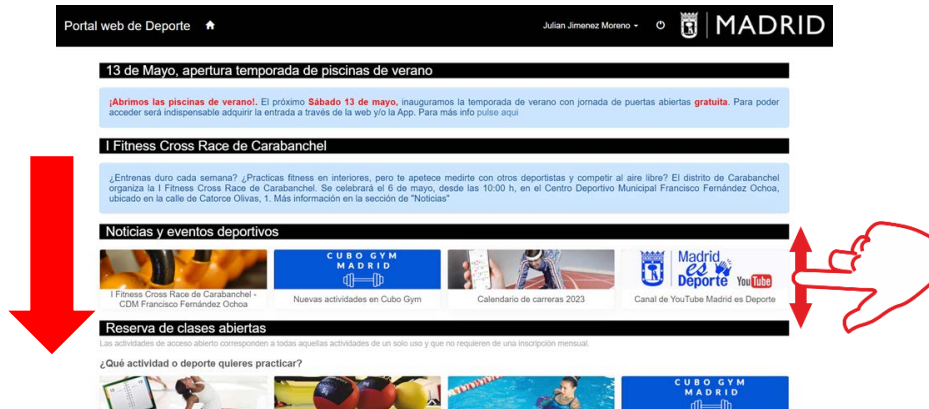 Portal web de Deporte
Julian Jimenez Moreno
MADRID
13 de Mayo, apertura temporada de piscinas de verano
¡Abrimos las piscinas de verano!. El próximo Sábado 13 de mayo, inauguramos la temporada de verano con jornada de puertas abiertas gratuita. Para poder
acceder será indispensable adquirir la entrada a través de la web y/o la App. Para más info pulse aqui
I Fitness Cross Race de Carabanchel
¿Entrenas duro cada semana? ¿Practicas fitness en interiores, pero te apetece medirte con otros deportistas y competir al aire libre? El distrito de Carabanchel
organiza la I Fitness Cross Race de Carabanchel. Se celebrará el 6 de mayo, desde las 10:00 h, en el Centro Deportivo Municipal Francisco Fernández Ochoa,
ubicado en la calle de Catorce Olivas, 1. Más información en la sección de "Noticias"
Noticias y eventos deportivos
CUBO GYM
MADRID
Madrid
es
Deporte YouTube
I Fitness Cross Race de Carabanchel -
CDM Francisco Fernández Ochoa
Nuevas actividades en Cubo Gym
Calendario de carreras 2023
Canal de YouTube Madrid es Deporte
Reserva de clases abiertas
Las actividades de acceso abierto corresponden a todas aquellas actividades de un solo uso y que no requieren de una inscripción mensual.
¿Qué actividad o deporte quieres practicar?
CUBO GYM
MADRID